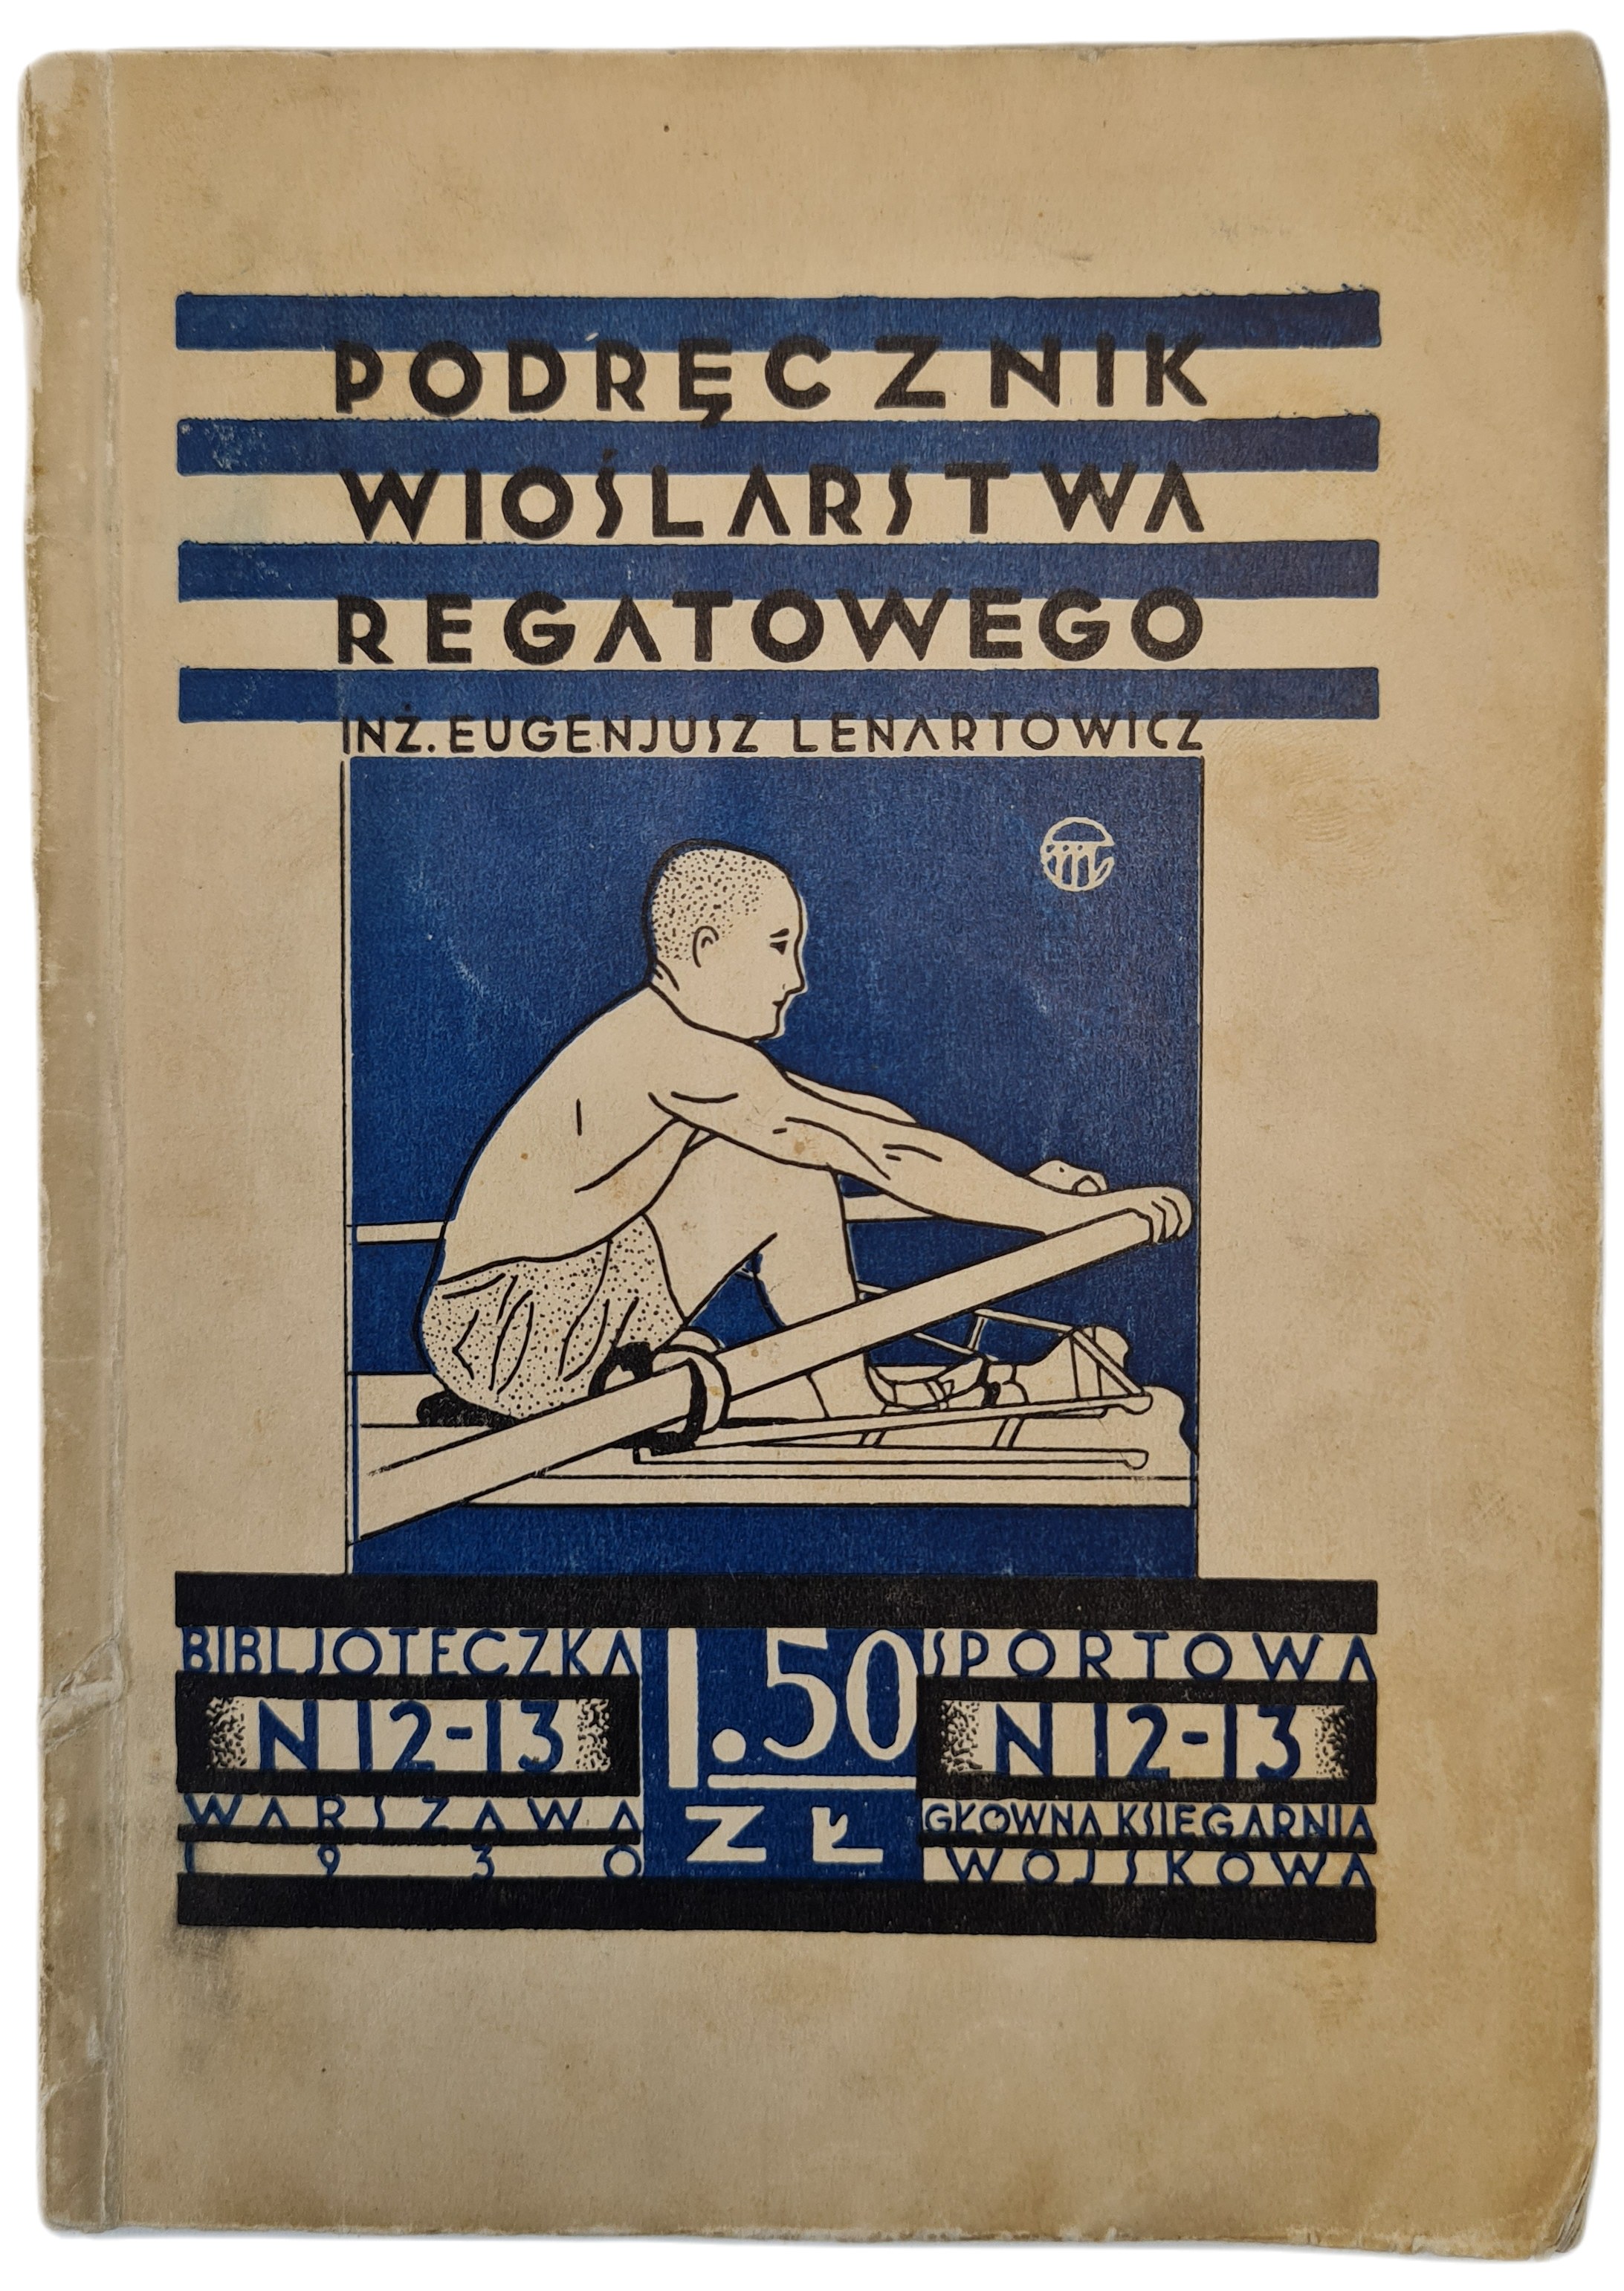 PODRĘCZNIK
WIOŚLARSTWA
REGATOWEGO
INŻ. EUGENJUSZ LENARTOWICZ
BIBLJOTECZKA
N 12-13
WARSZAWA
1930
1.50
ZŁ
SPORTOWA
N 12-13
GŁÓWNA KSIĘGARNIA
WOJSKOWA